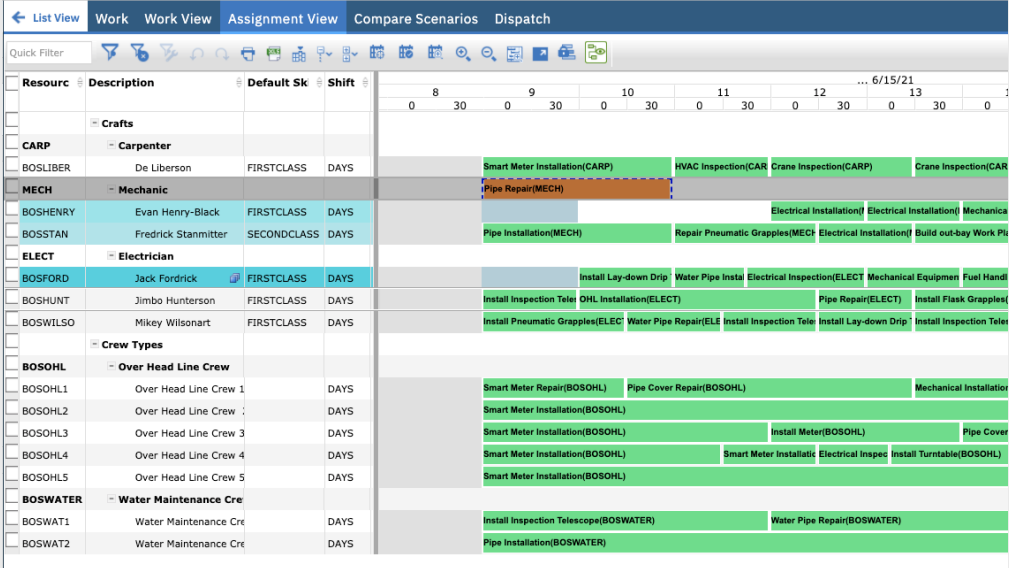 List View Work Work View Assignment View Compare Scenarios Dispatch
Quick Filter
Resourc Description Default Ski Shift ... 6/15/21
8 9 10 11 12 13
0 30 0 30 0 30 0 30 0 30 0 30 0
Crafts
CARP Carpenter
BOSLIBER De Liberson FIRSTCLASS DAYS Smart Meter Installation(CARP) HVAC Inspection(CAR Crane Inspection(CARP) Crane Inspection(CAR
MECH Mechanic Pipe Repair(MECH)
BOSHENRY Evan Henry-Black FIRSTCLASS DAYS Electrical Installation( Electrical Installation( Mechanica
BOSSTAN Fredrick Stanmitter SECONDCLASS DAYS Pipe Installation(MECH) Repair Pneumatic Grapples(MECH Electrical Installation( Build out-bay Work Pla
ELECT Electrician
BOSFORD Jack Fordrick FIRSTCLASS DAYS Install Lay-down Drip Water Pipe Instal Electrical Inspection(ELECT Mechanical Equipmen Fuel Handl
BOSHUNT Jimbo Hunterson FIRSTCLASS DAYS Install Inspection Teles OHL Installation(ELECT) Pipe Repair(ELECT) Install Flask Grapples(
BOSWILSO Mikey Wilsonart FIRSTCLASS DAYS Install Pneumatic Grapples(ELEC Water Pipe Repair(ELE Install Inspection Teles Install Lay-down Drip Install Inspection Teles
Crew Types
BOSOHL Over Head Line Crew
BOSOHL1 Over Head Line Crew 1 DAYS Smart Meter Repair(BOSOHL) Pipe Cover Repair(BOSOHL) Mechanical Installation
BOSOHL2 Over Head Line Crew DAYS Smart Meter Installation(BOSOHL)
BOSOHL3 Over Head Line Crew 3 DAYS Smart Meter Installation(BOSOHL) Install Meter(BOSOHL) Pipe Cover
BOSOHL4 Over Head Line Crew 4 DAYS Smart Meter Installation(BOSOHL) Smart Meter Installatio Electrical Inspec Install Turntable(BOSOHL)
BOSOHL5 Over Head Line Crew 5 DAYS Smart Meter Installation(BOSOHL)
BOSWATER Water Maintenance Cre
BOSWAT1 Water Maintenance Cre DAYS Install Inspection Telescope(BOSWATER) Water Pipe Repair(BOSWATER)
BOSWAT2 Water Maintenance Cre DAYS Pipe Installation(BOSWATER)